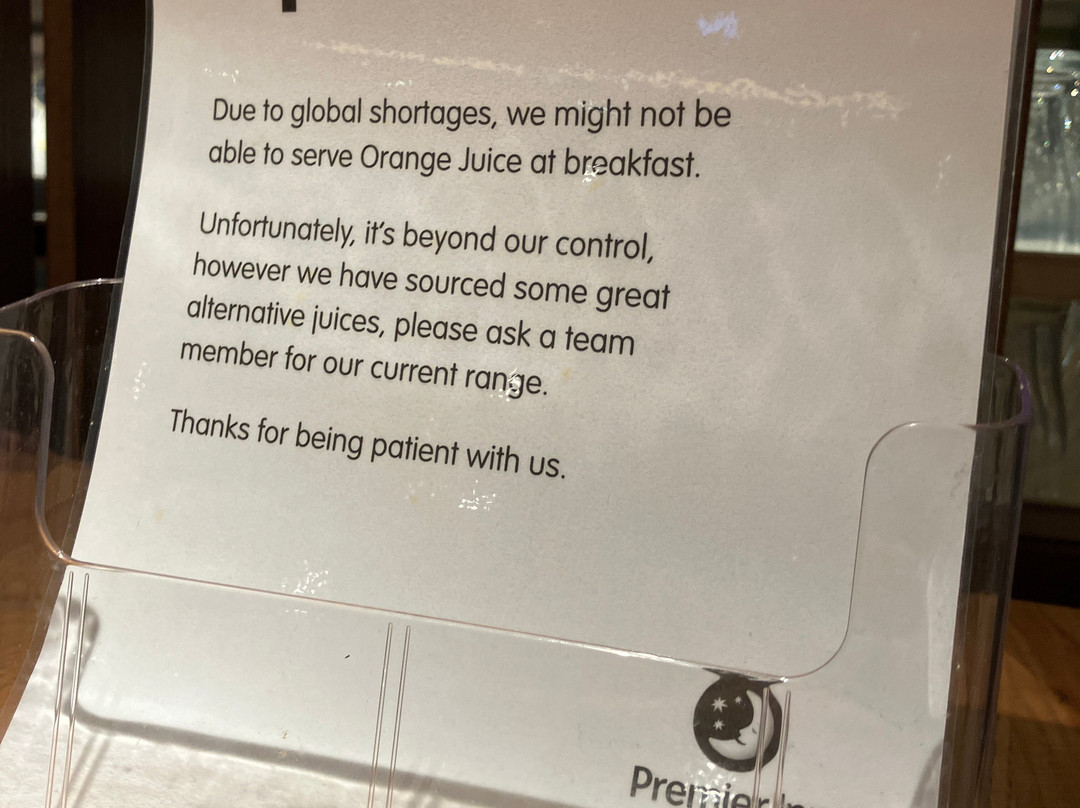 Due to global shortages, we might not be
able to serve Orange Juice at breakfast.
Unfortunately, it's beyond our control,
however we have sourced some great
alternative juices, please ask a team
member for our current range.
Thanks for being patient with us.
Premier